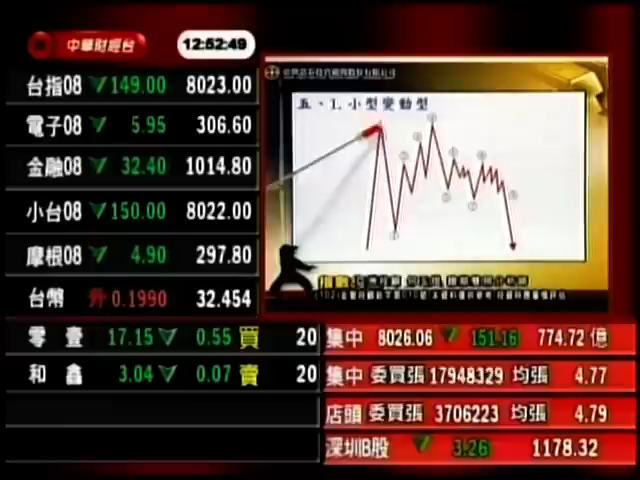 中華財經台
12:52:49
台指08 149.00 8023.00
電子08 5.95 306.60
金融08 32.40 1014.80
小台08 150.00 8022.00
摩根08 4.90 297.80
台幣 升 0.1990 32.454
五、1.小型變動型
零壹 17.15 0.55 買 20
和鑫 3.04 0.07 賣 20
集中 8026.06 151.16 774.72 億
集中 委買張 17948329 均張 4.77
店頭 委買張 3706223 均張 4.79
深圳B股 3.26 1178.32